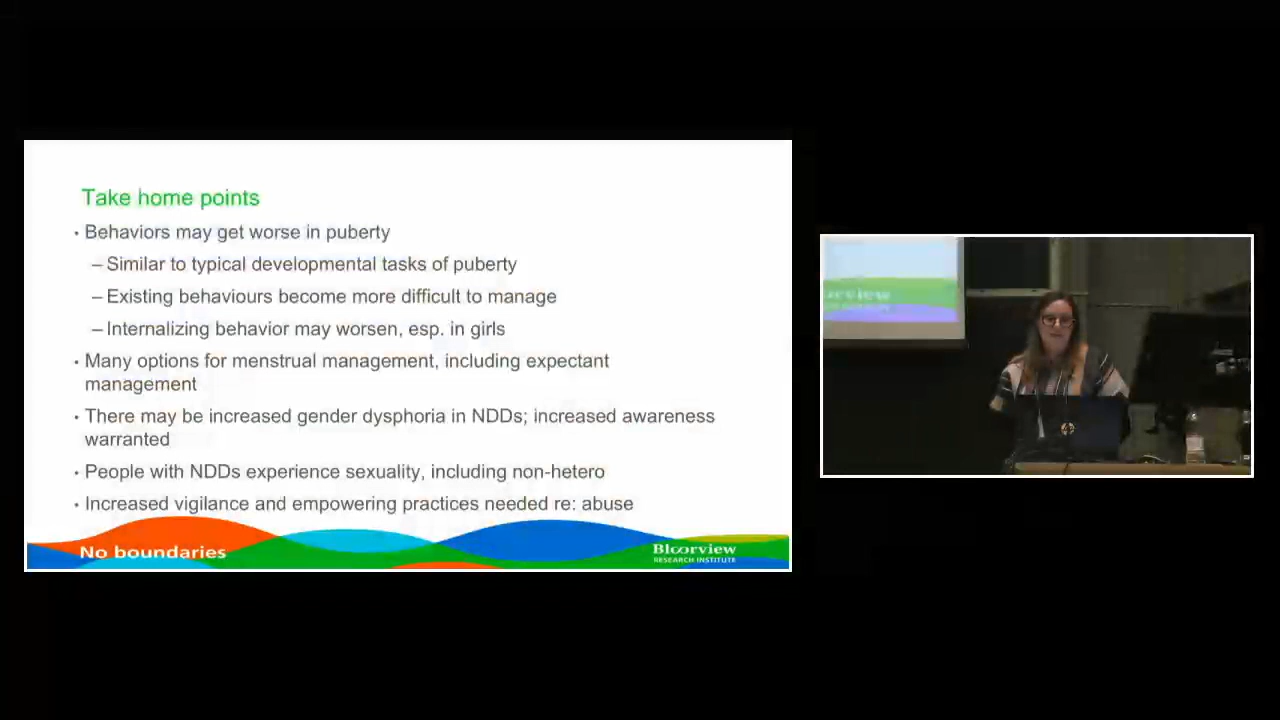 Take home points
• Behaviors may get worse in puberty
– Similar to typical developmental tasks of puberty
– Existing behaviours become more difficult to manage
– Internalizing behavior may worsen, esp. in girls
• Many options for menstrual management, including expectant
management
• There may be increased gender dysphoria in NDDs; increased awareness
warranted
• People with NDDs experience sexuality, including non-hetero
• Increased vigilance and empowering practices needed re: abuse
No boundaries
Bloorview
RESEARCH INSTITUTE